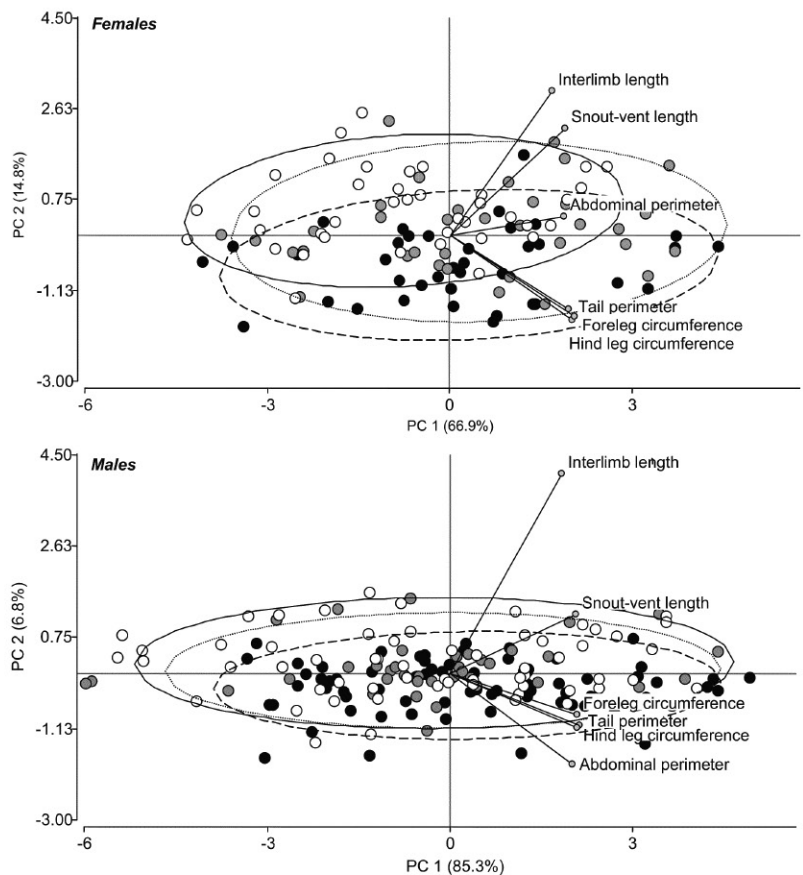 4.50
Females
Interlimb length
2.63
Snout-vent length
PC 2 (14.8%)
0.75
Abdominal perimeter
-1.13
Tail perimeter
Foreleg circumference
Hind leg circumference
-3.00
-6
-3
0
3
PC 1 (66.9%)
4.50
Males
Interlimb length
2.63
Snout-vent length
PC 2 (6.8%)
0.75
Foreleg circumference
Tail perimeter
-1.13
Hind leg circumference
Abdominal perimeter
-3.00
-6
-3
0
3
PC 1 (85.3%)